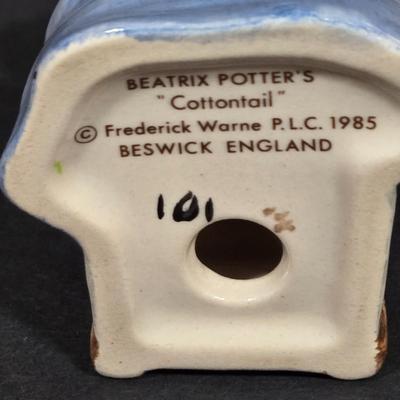 BEATRIX POTTER'S
"Cottontail"
© Frederick Warne P.L.C. 1985
BESWICK ENGLAND
101